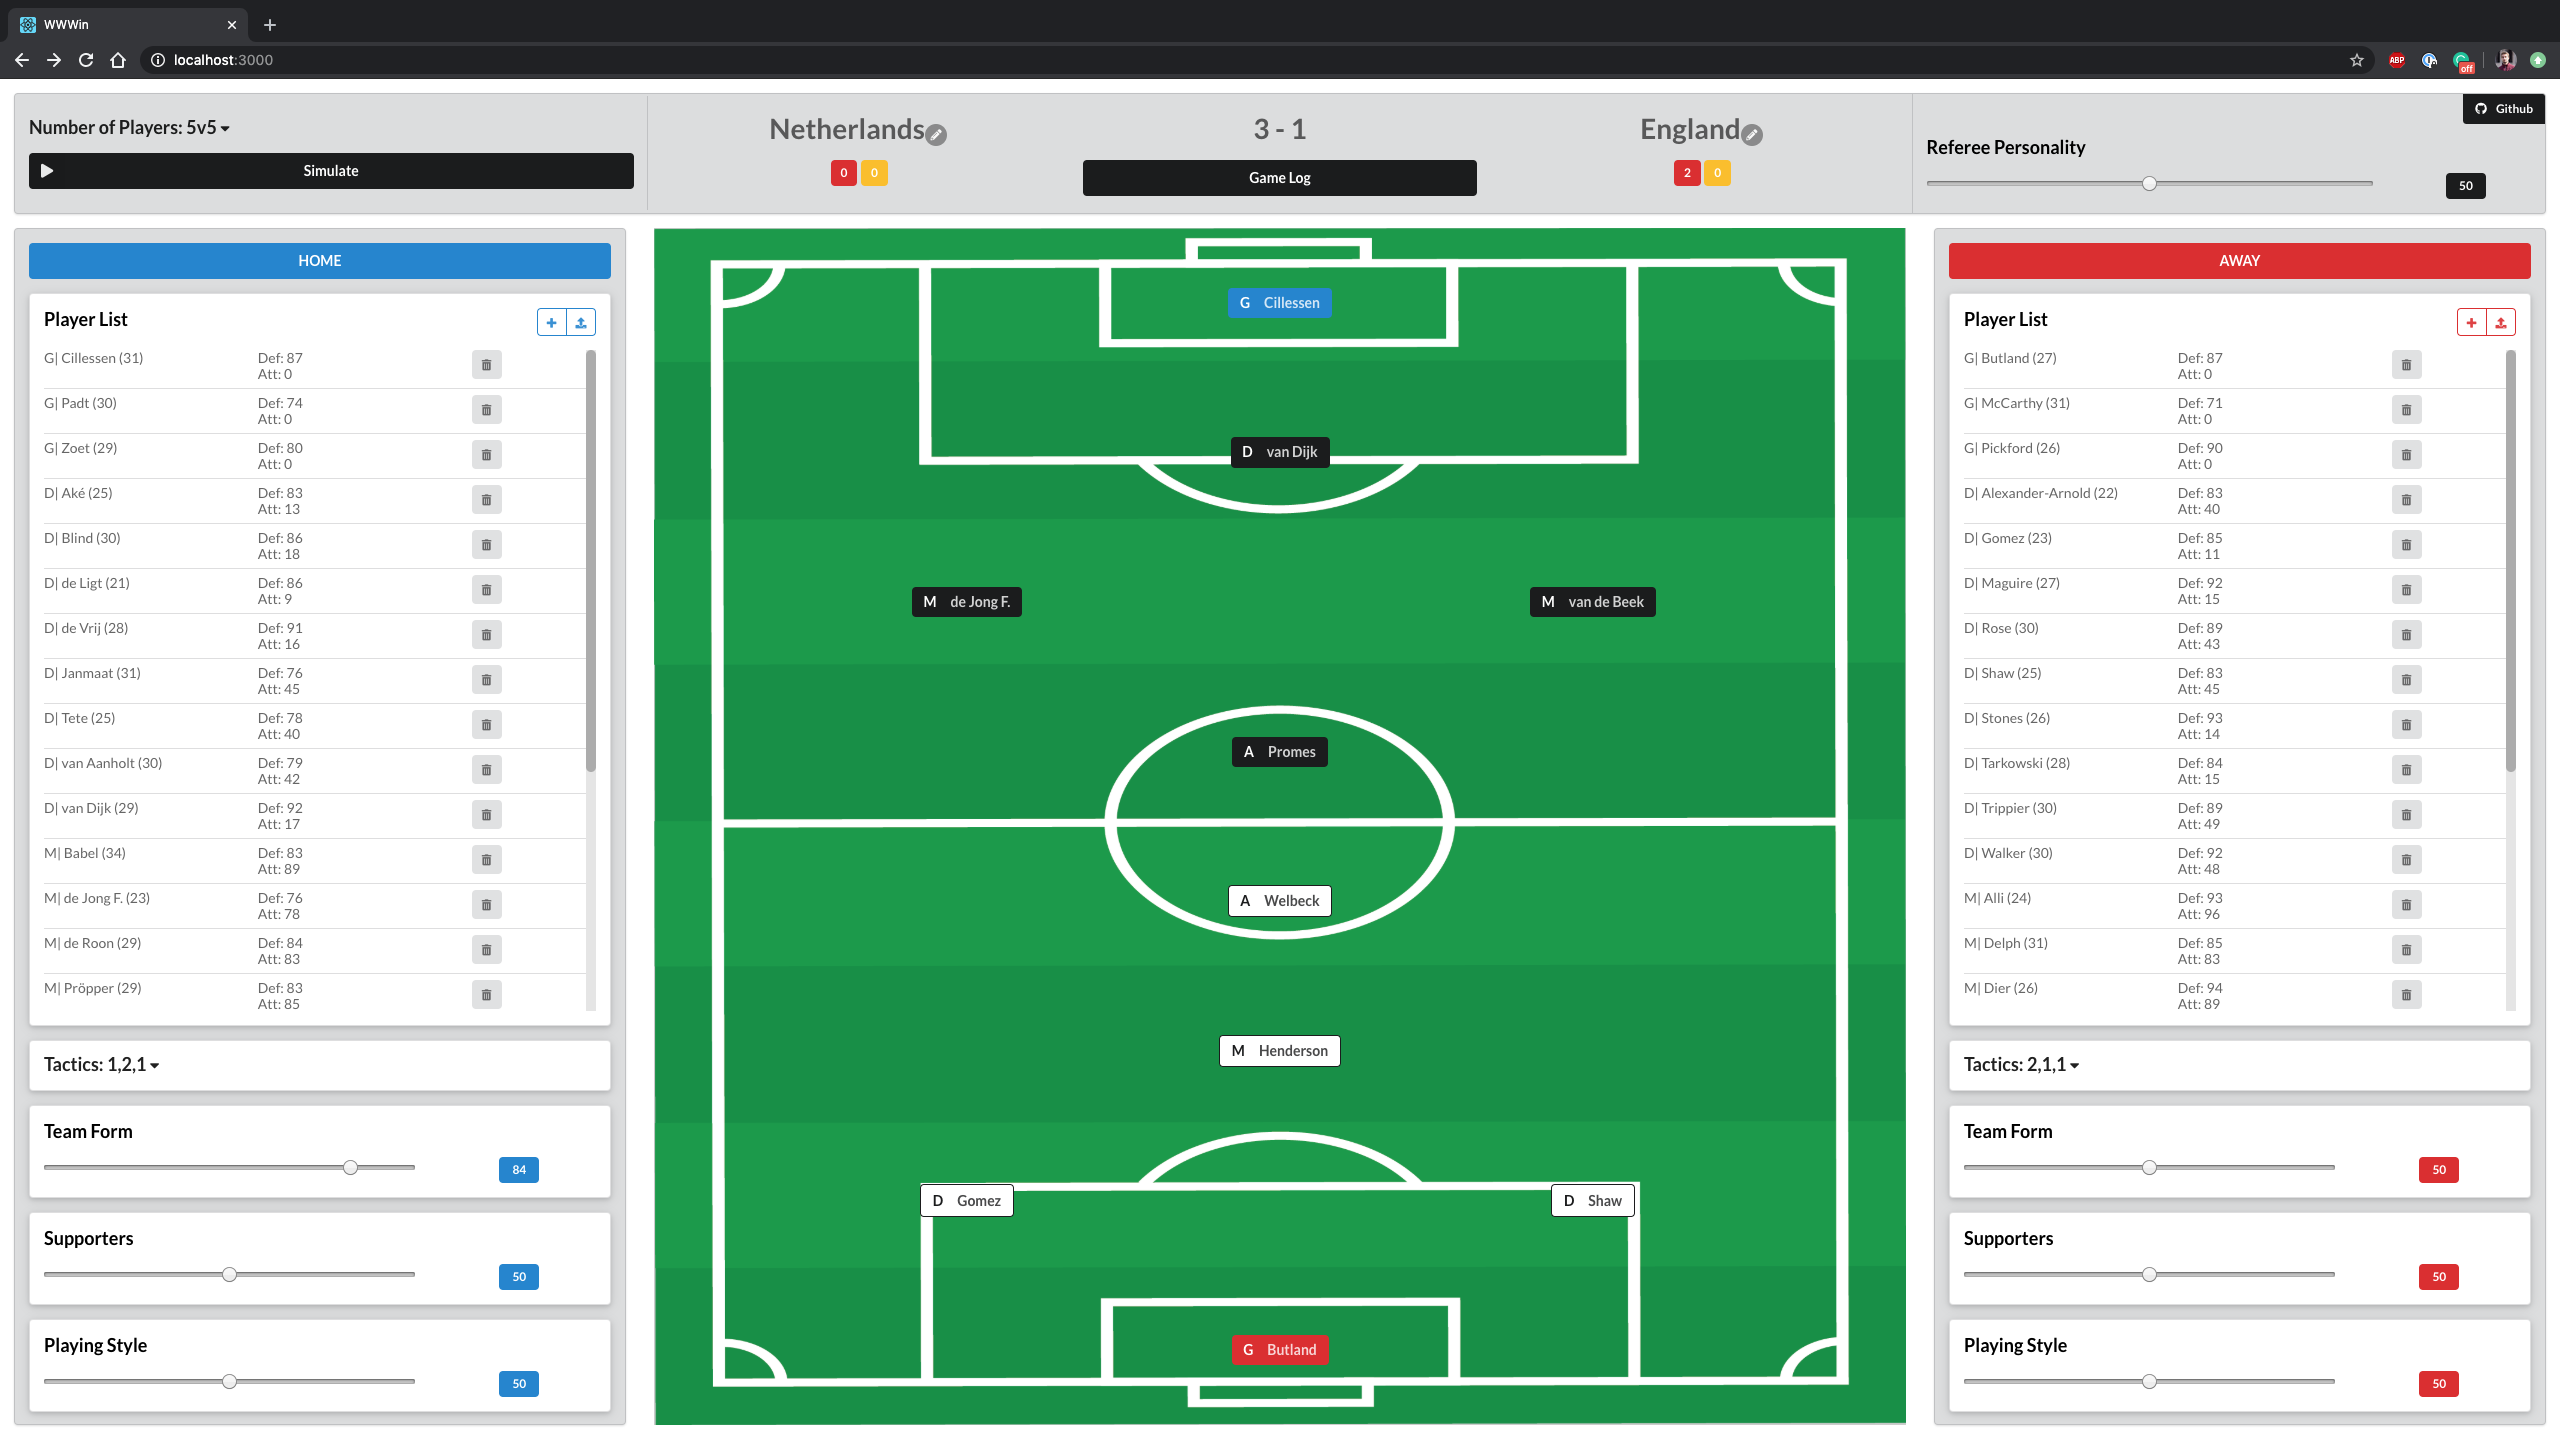 WWWin
localhost:3000
ABP
off
Github
Number of Players: 5v5
Simulate
Netherlands
0 0
3 - 1
Game Log
England
2 0
Referee Personality
50
HOME
Player List
G| Cillessen (31) Def: 87
Att: 0
G| Padt (30) Def: 74
Att: 0
G| Zoet (29) Def: 80
Att: 0
D| Aké (25) Def: 83
Att: 13
D| Blind (30) Def: 86
Att: 18
D| de Ligt (21) Def: 86
Att: 9
D| de Vrij (28) Def: 91
Att: 16
D| Janmaat (31) Def: 76
Att: 45
D| Tete (25) Def: 78
Att: 40
D| van Aanholt (30) Def: 79
Att: 42
D| van Dijk (29) Def: 92
Att: 17
M| Babel (34) Def: 83
Att: 89
M| de Jong F. (23) Def: 76
Att: 78
M| de Roon (29) Def: 84
Att: 83
M| Pröpper (29) Def: 83
Att: 85
Tactics: 1,2,1
Team Form
84
Supporters
50
Playing Style
50
G Cillessen
D van Dijk
M de Jong F. M van de Beek
A Promes
A Welbeck
M Henderson
D Gomez D Shaw
G Butland
AWAY
Player List
G| Butland (27) Def: 87
Att: 0
G| McCarthy (31) Def: 71
Att: 0
G| Pickford (26) Def: 90
Att: 0
D| Alexander-Arnold (22) Def: 83
Att: 40
D| Gomez (23) Def: 85
Att: 11
D| Maguire (27) Def: 92
Att: 15
D| Rose (30) Def: 89
Att: 43
D| Shaw (25) Def: 83
Att: 45
D| Stones (26) Def: 93
Att: 14
D| Tarkowski (28) Def: 84
Att: 15
D| Trippier (30) Def: 89
Att: 49
D| Walker (30) Def: 92
Att: 48
M| Alli (24) Def: 93
Att: 96
M| Delph (31) Def: 85
Att: 83
M| Dier (26) Def: 94
Att: 89
Tactics: 2,1,1
Team Form
50
Supporters
50
Playing Style
50